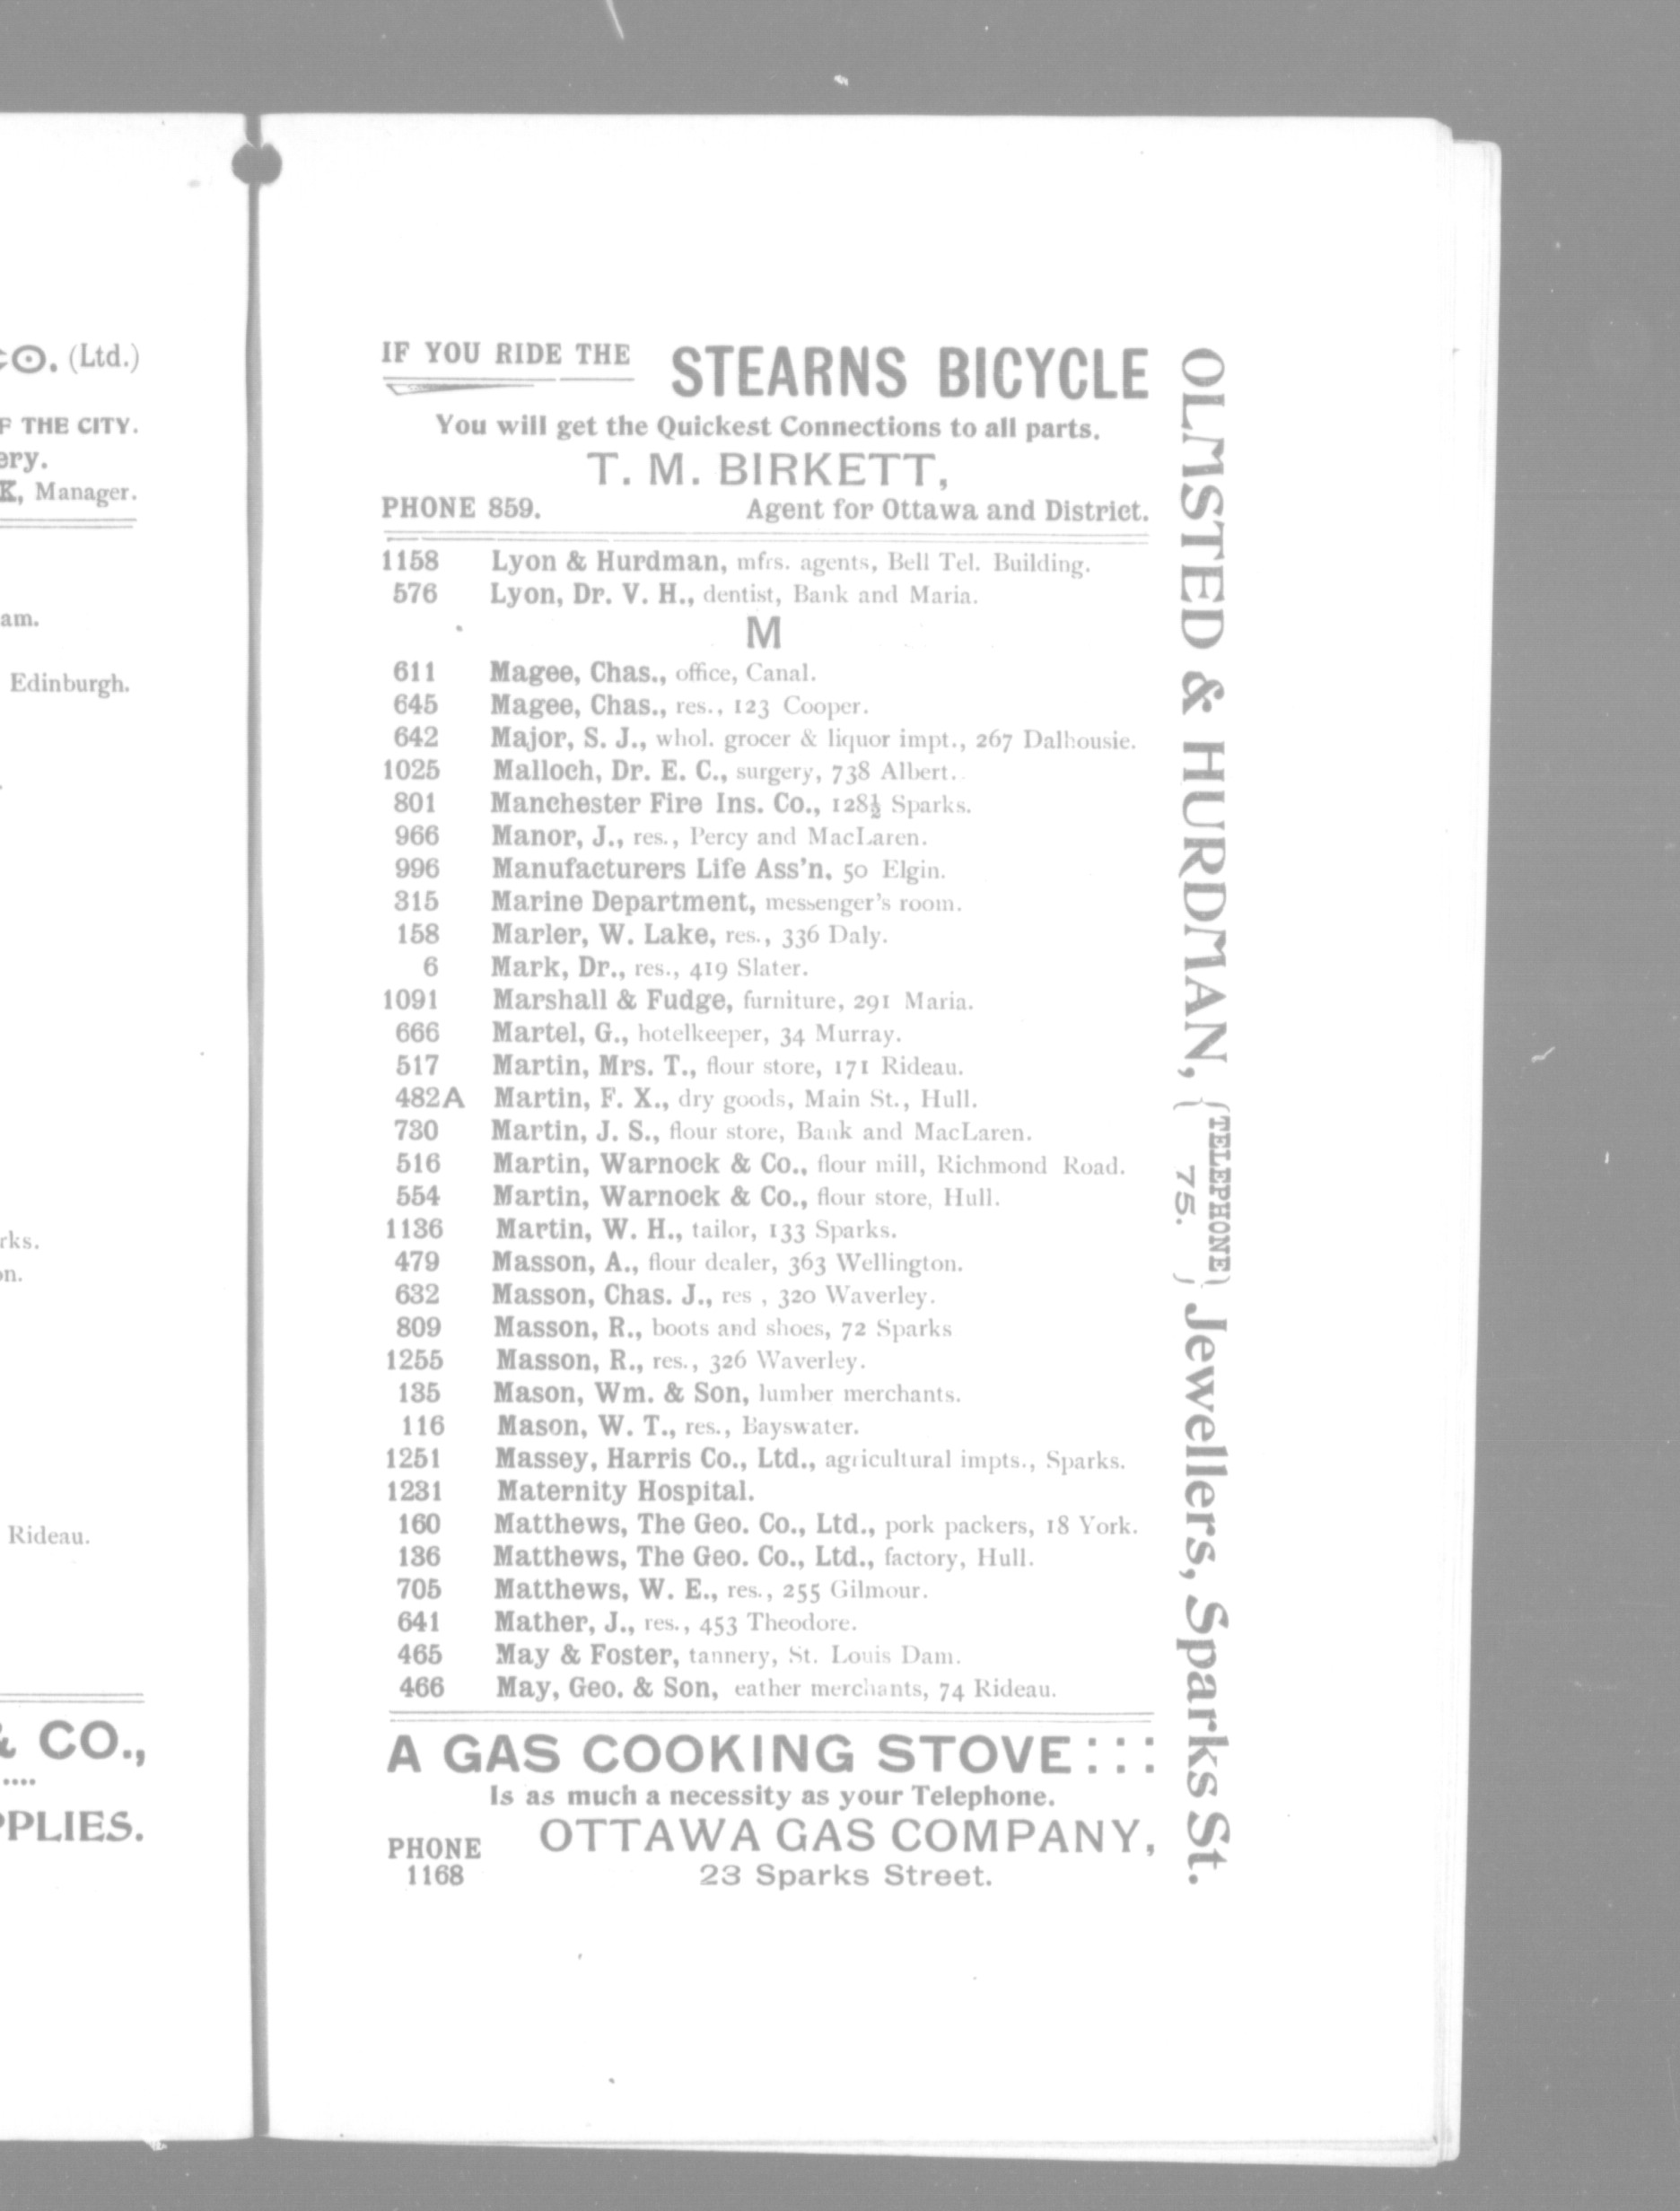 CO. (Ltd.)
F THE CITY.
ery.
K, Manager.
am.
Edinburgh.
rks.
on.
Rideau.
& CO.,
....
PPLIES.
IF YOU RIDE THE STEARNS BICYCLE
You will get the Quickest Connections to all parts.
T. M. BIRKETT,
PHONE 859. Agent for Ottawa and District.
1158 Lyon & Hurdman, mfrs. agents, Bell Tel. Building.
576 Lyon, Dr. V. H., dentist, Bank and Maria.
M
611 Magee, Chas., office, Canal.
645 Magee, Chas., res., 123 Cooper.
642 Major, S. J., whol. grocer & liquor impt., 267 Dalhousie.
1025 Malloch, Dr. E. C., surgery, 738 Albert.
801 Manchester Fire Ins. Co., 128½ Sparks.
966 Manor, J., res., Percy and MacLaren.
996 Manufacturers Life Ass'n, 50 Elgin.
315 Marine Department, messenger's room.
158 Marler, W. Lake, res., 336 Daly.
6 Mark, Dr., res., 419 Slater.
1091 Marshall & Fudge, furniture, 291 Maria.
666 Martel, G., hotelkeeper, 34 Murray.
517 Martin, Mrs. T., flour store, 171 Rideau.
482A Martin, F. X., dry goods, Main St., Hull.
730 Martin, J. S., flour store, Bank and MacLaren.
516 Martin, Warnock & Co., flour mill, Richmond Road.
554 Martin, Warnock & Co., flour store, Hull.
1136 Martin, W. H., tailor, 133 Sparks.
479 Masson, A., flour dealer, 363 Wellington.
632 Masson, Chas. J., res , 320 Waverley.
809 Masson, R., boots and shoes, 72 Sparks
1255 Masson, R., res., 326 Waverley.
135 Mason, Wm. & Son, lumber merchants.
116 Mason, W. T., res., Bayswater.
1251 Massey, Harris Co., Ltd., agricultural impts., Sparks.
1231 Maternity Hospital.
160 Matthews, The Geo. Co., Ltd., pork packers, 18 York.
136 Matthews, The Geo. Co., Ltd., factory, Hull.
705 Matthews, W. E., res., 255 Gilmour.
641 Mather, J., res., 453 Theodore.
465 May & Foster, tannery, St. Louis Dam.
466 May, Geo. & Son, eather merchants, 74 Rideau.
A GAS COOKING STOVE : : :
Is as much a necessity as your Telephone.
PHONE 1168 OTTAWA GAS COMPANY,
23 Sparks Street.
OLMSTED & HURDMAN, {TELEPHONE 75.} Jewellers, Sparks St.